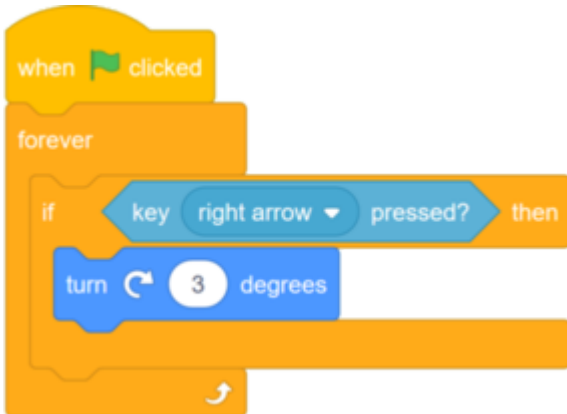 when clicked
forever
if key right arrow pressed? then
turn 3 degrees